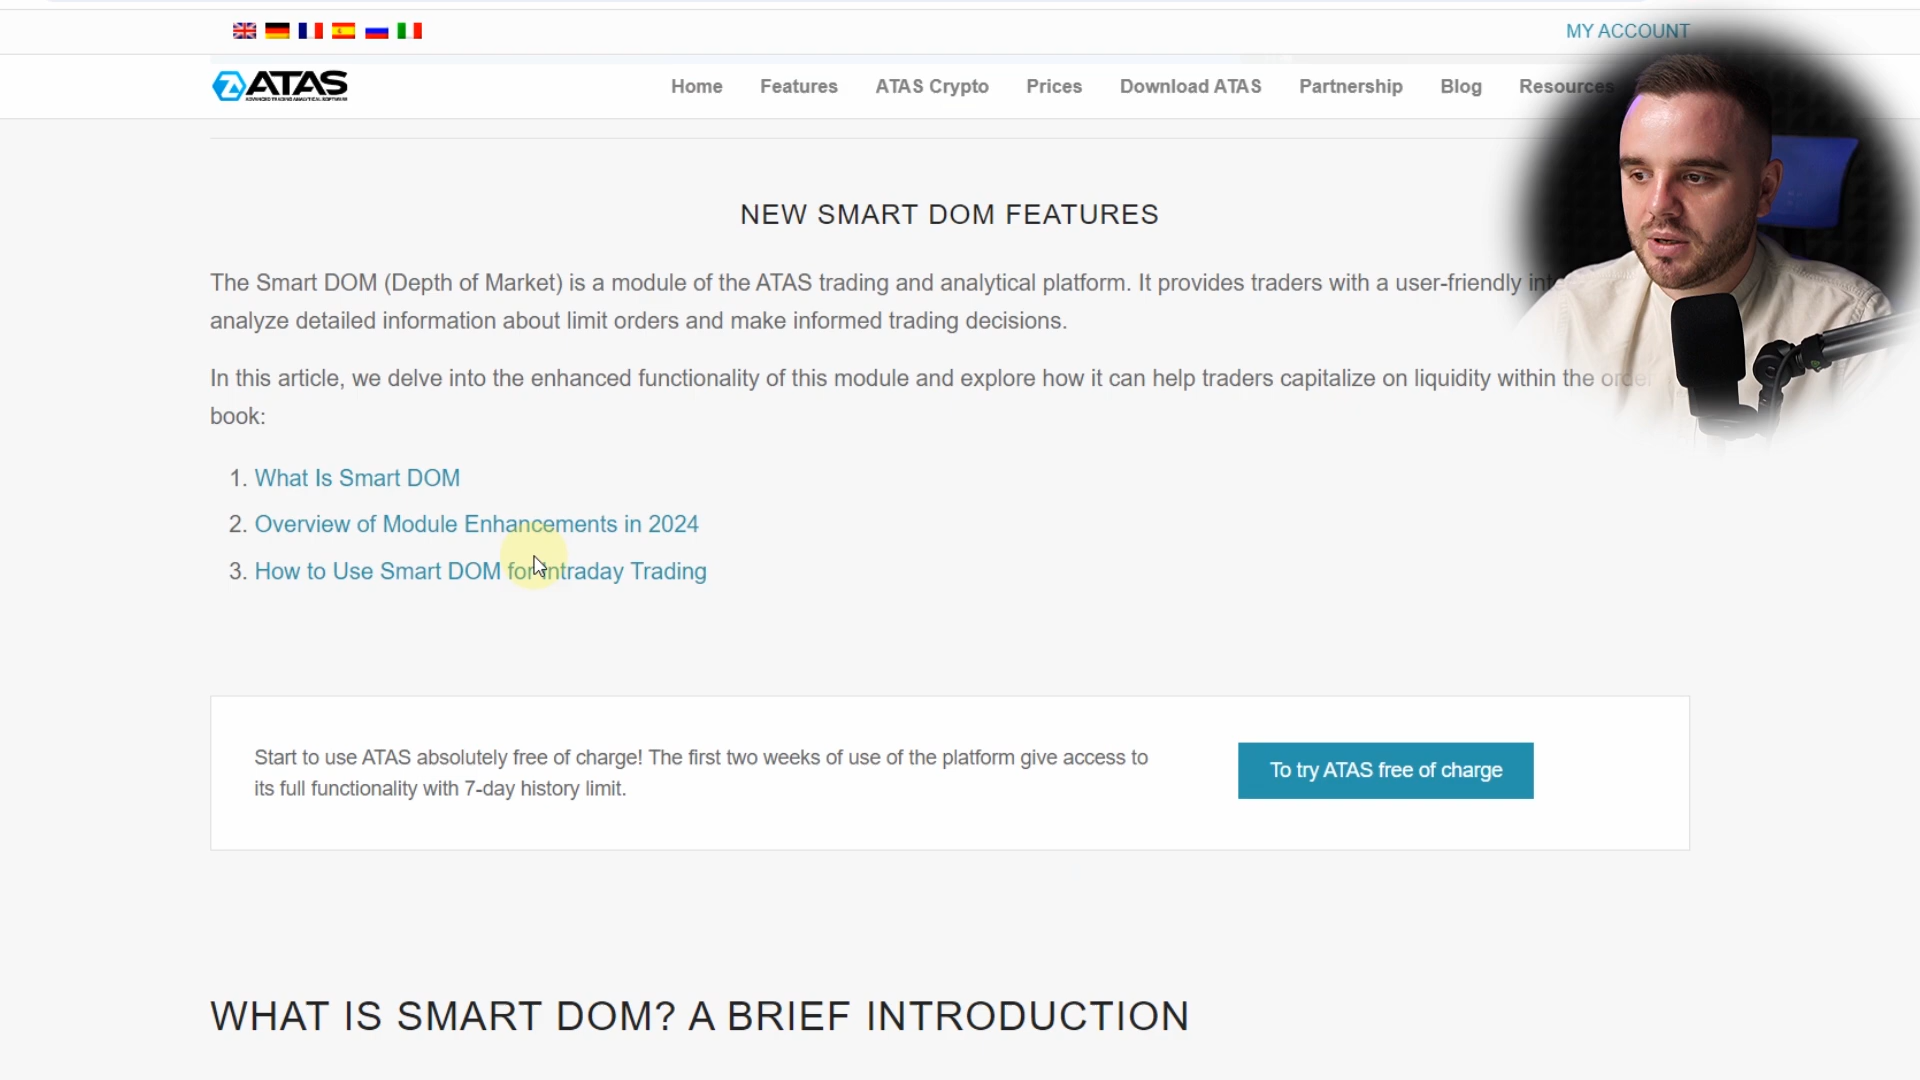 MY ACCOUNT
ATAS
ADVANCED TRADING ANALYTICAL SOFTWARE
Home Features ATAS Crypto Prices Download ATAS Partnership Blog Resources
NEW SMART DOM FEATURES
The Smart DOM (Depth of Market) is a module of the ATAS trading and analytical platform. It provides traders with a user-friendly
analyze detailed information about limit orders and make informed trading decisions.
In this article, we delve into the enhanced functionality of this module and explore how it can help traders capitalize on liquidity within the order
book:
1. What Is Smart DOM
2. Overview of Module Enhancements in 2024
3. How to Use Smart DOM for Intraday Trading
Start to use ATAS absolutely free of charge! The first two weeks of use of the platform give access to
its full functionality with 7-day history limit.
To try ATAS free of charge
WHAT IS SMART DOM? A BRIEF INTRODUCTION